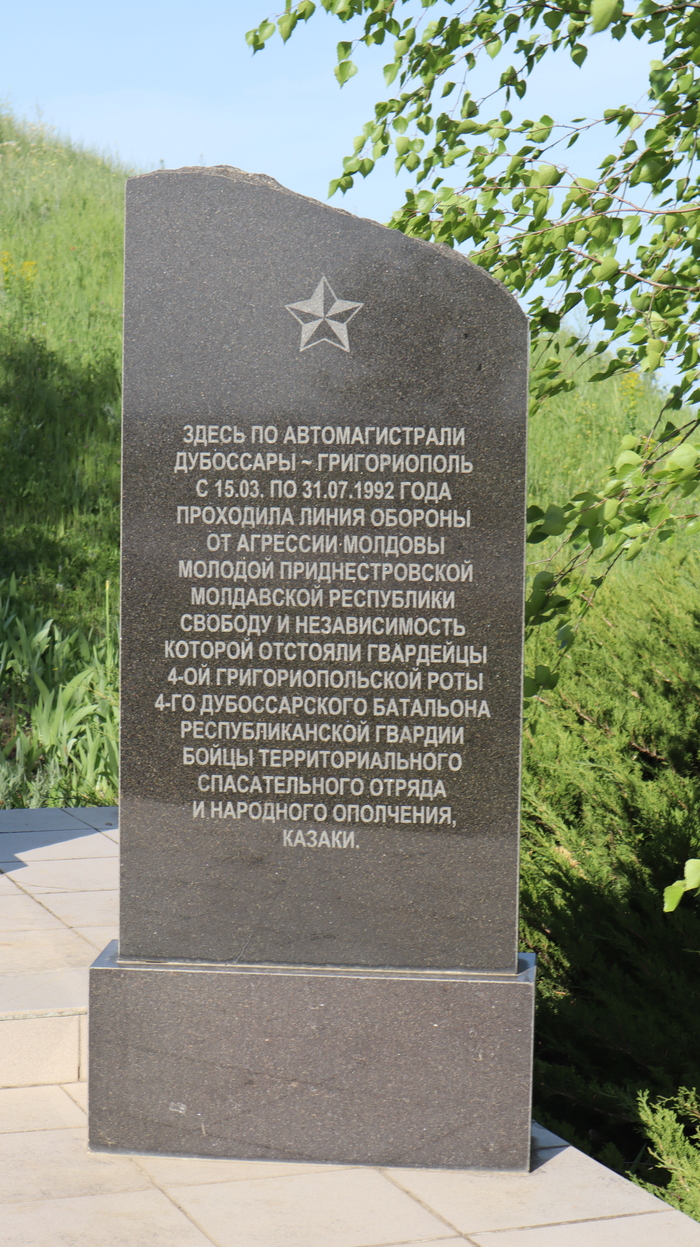 ЗДЕСЬ ПО АВТОМАГИСТРАЛИ
ДУБОССАРЫ ~ ГРИГОРИОПОЛЬ
С 15.03. ПО 31.07.1992 ГОДА
ПРОХОДИЛА ЛИНИЯ ОБОРОНЫ
ОТ АГРЕССИИ МОЛДОВЫ
МОЛОДОЙ ПРИДНЕСТРОВСКОЙ
МОЛДАВСКОЙ РЕСПУБЛИКИ
СВОБОДУ И НЕЗАВИСИМОСТЬ
КОТОРОЙ ОТСТОЯЛИ ГВАРДЕЙЦЫ
4-ОЙ ГРИГОРИОПОЛЬСКОЙ РОТЫ
4-ГО ДУБОССАРСКОГО БАТАЛЬОНА
РЕСПУБЛИКАНСКОЙ ГВАРДИИ
БОЙЦЫ ТЕРРИТОРИАЛЬНОГО
СПАСАТЕЛЬНОГО ОТРЯДА
И НАРОДНОГО ОПОЛЧЕНИЯ,
КАЗАКИ.